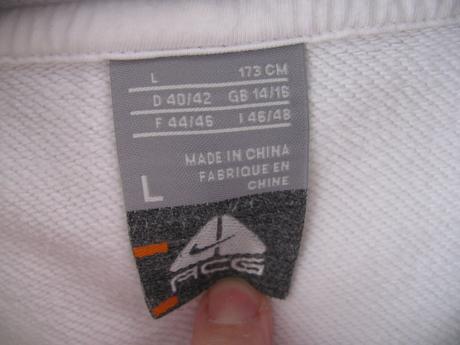 L 173 CM
D 40/42 GB 14/16
F 44/46 I 46/48
MADE IN CHINA
FABRIQUE EN
CHINE
L
ACG